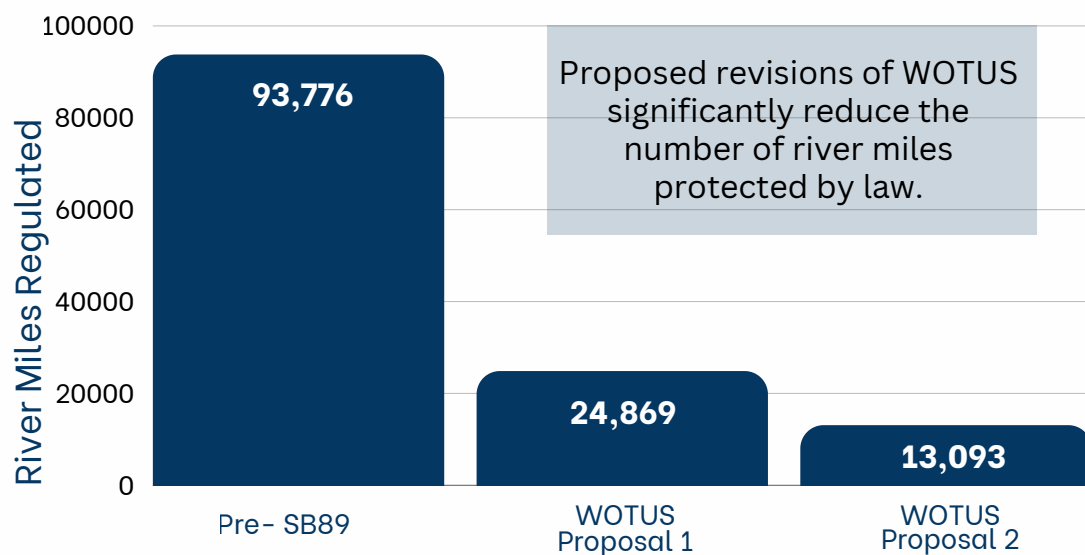 100000
80000
60000
40000
20000
0
River Miles Regulated
93,776
24,869
13,093
Proposed revisions of WOTUS
significantly reduce the
number of river miles
protected by law.
Pre- SB89
WOTUS
Proposal 1
WOTUS
Proposal 2